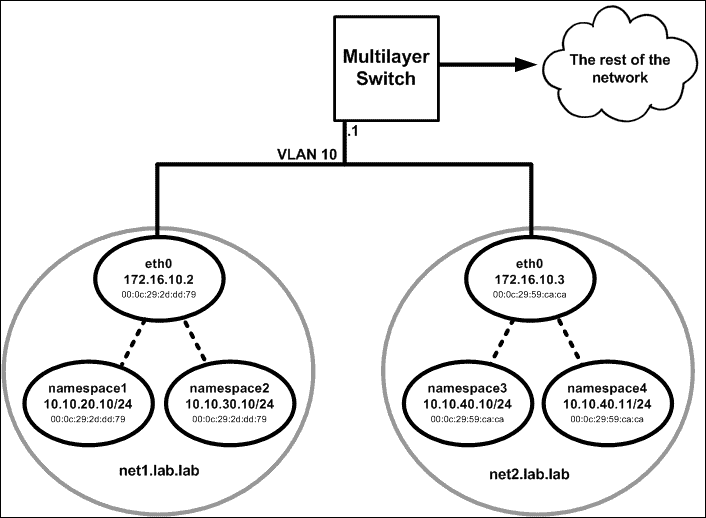 Multilayer
Switch
The rest of the
network
.1
VLAN 10
eth0
172.16.10.2
00:0c:29:2d:dd:79
eth0
172.16.10.3
00:0c:29:59:ca:ca
namespace1
10.10.20.10/24
00:0c:29:2d:dd:79
namespace2
10.10.30.10/24
00:0c:29:2d:dd:79
namespace3
10.10.40.10/24
00:0c:29:59:ca:ca
namespace4
10.10.40.11/24
00:0c:29:59:ca:ca
net1.lab.lab
net2.lab.lab